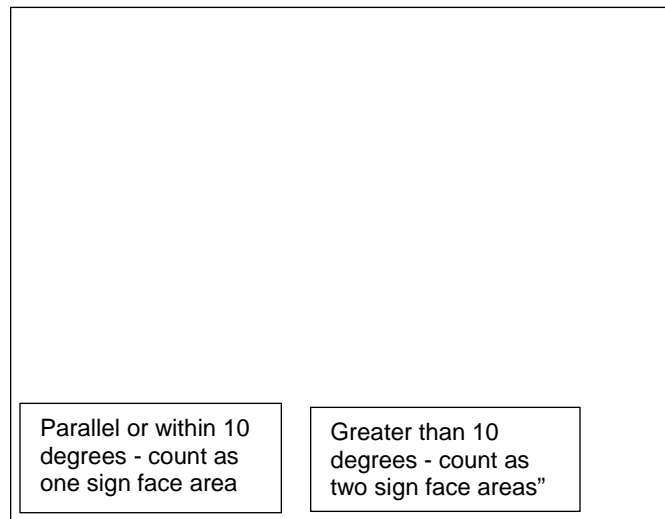 Parallel or within 10
degrees - count as
one sign face area
Greater than 10
degrees - count as
two sign face areas”